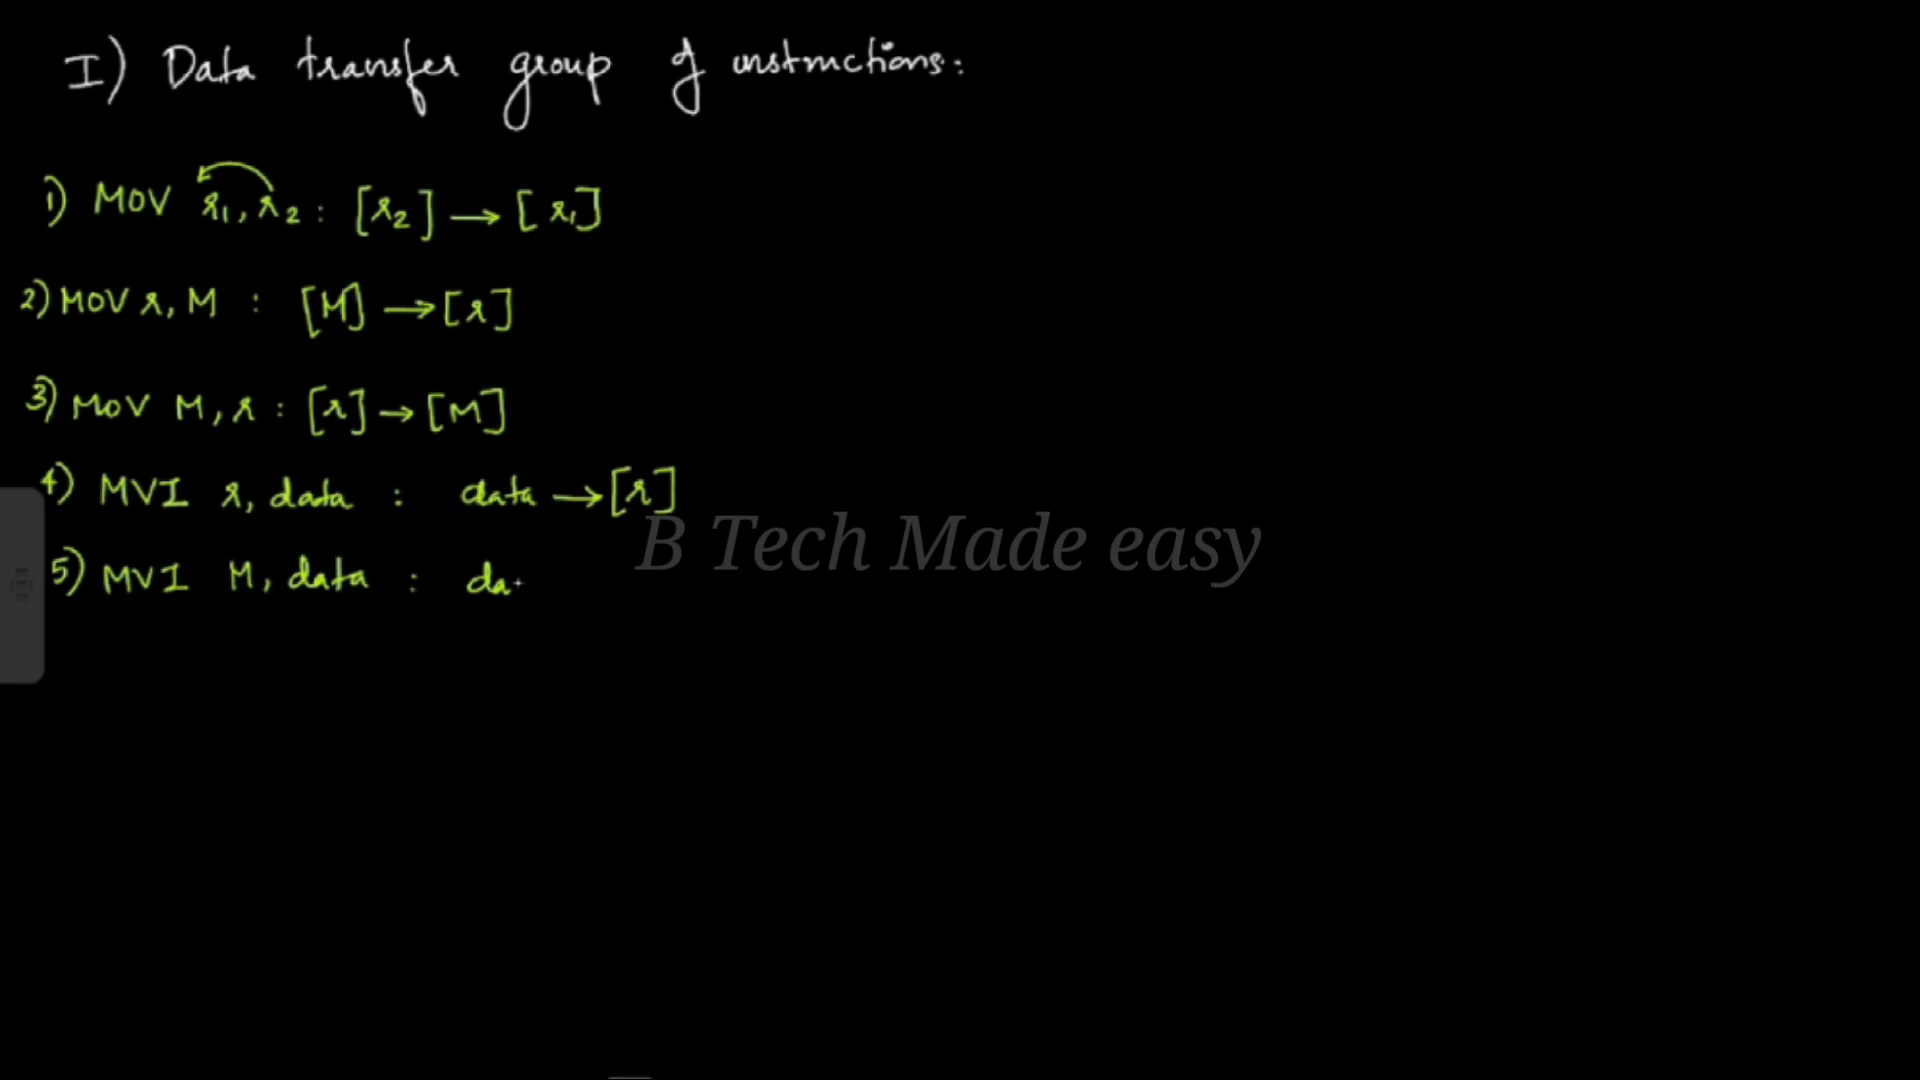 I) Data transfer group of instructions:
1) MOV r1, r2 : [r2] → [r1]
2) MOV r, M : [M] → [r]
3) MOV M, r : [r] → [M]
4) MVI r, data : data → [r]
B Tech Made easy
5) MVI M, data : da